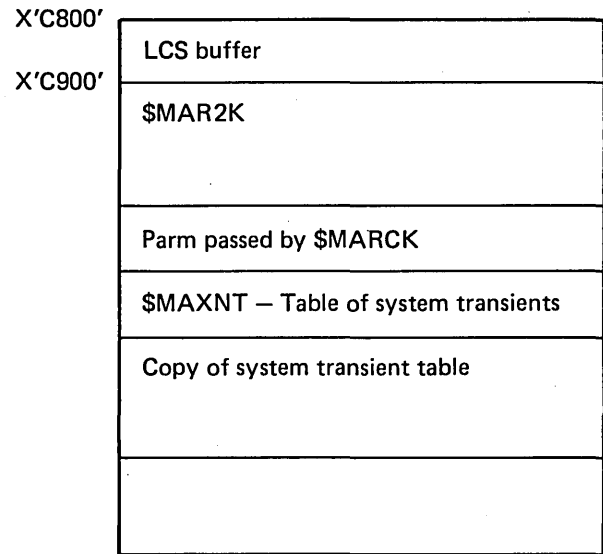 X'C800'
LCS buffer
X'C900'
$MAR2K
Parm passed by $MARCK
$MAXNT — Table of system transients
Copy of system transient table